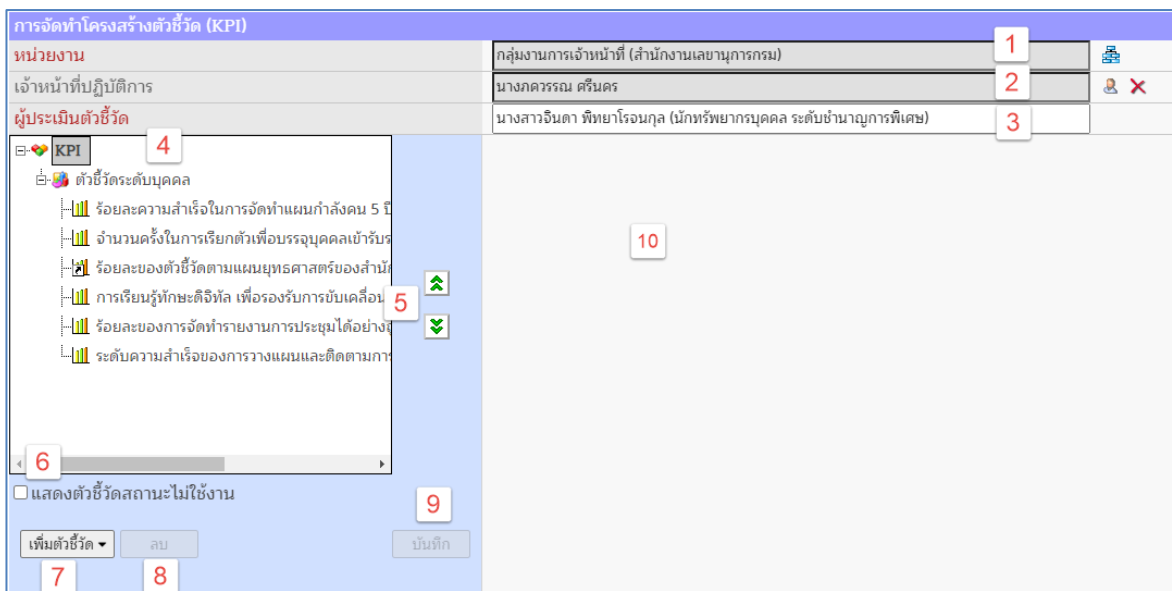 การจัดทำโครงสร้างตัวชี้วัด (KPI)
หน่วยงาน กลุ่มงานการเจ้าหน้าที่ (สำนักงานเลขานุการกรม) 1
เจ้าหน้าที่ปฏิบัติการ นางภควรรณ ศรีนคร 2
ผู้ประเมินตัวชี้วัด นางสาวจินดา พิทยาโรจนกุล (นักทรัพยากรบุคคล ระดับชำนาญการพิเศษ) 3
KPI 4
ตัวชี้วัดระดับบุคคล
ร้อยละความสำเร็จในการจัดทำแผนกำลังคน 5 ปี
จำนวนครั้งในการเรียกตัวเพื่อบรรจุบุคคลเข้ารับร
10
ร้อยละของตัวชี้วัดตามแผนยุทธศาสตร์ของสำนัก
การเรียนรู้ทักษะดิจิทัล เพื่อรองรับการขับเคลื่อน 5
ร้อยละของการจัดทำรายงานการประชุมได้อย่าง
ระดับความสำเร็จของการวางแผนและติดตามการ
6
แสดงตัวชี้วัดสถานะไม่ใช้งาน
9
เพิ่มตัวชี้วัด ลบ บันทึก
7 8